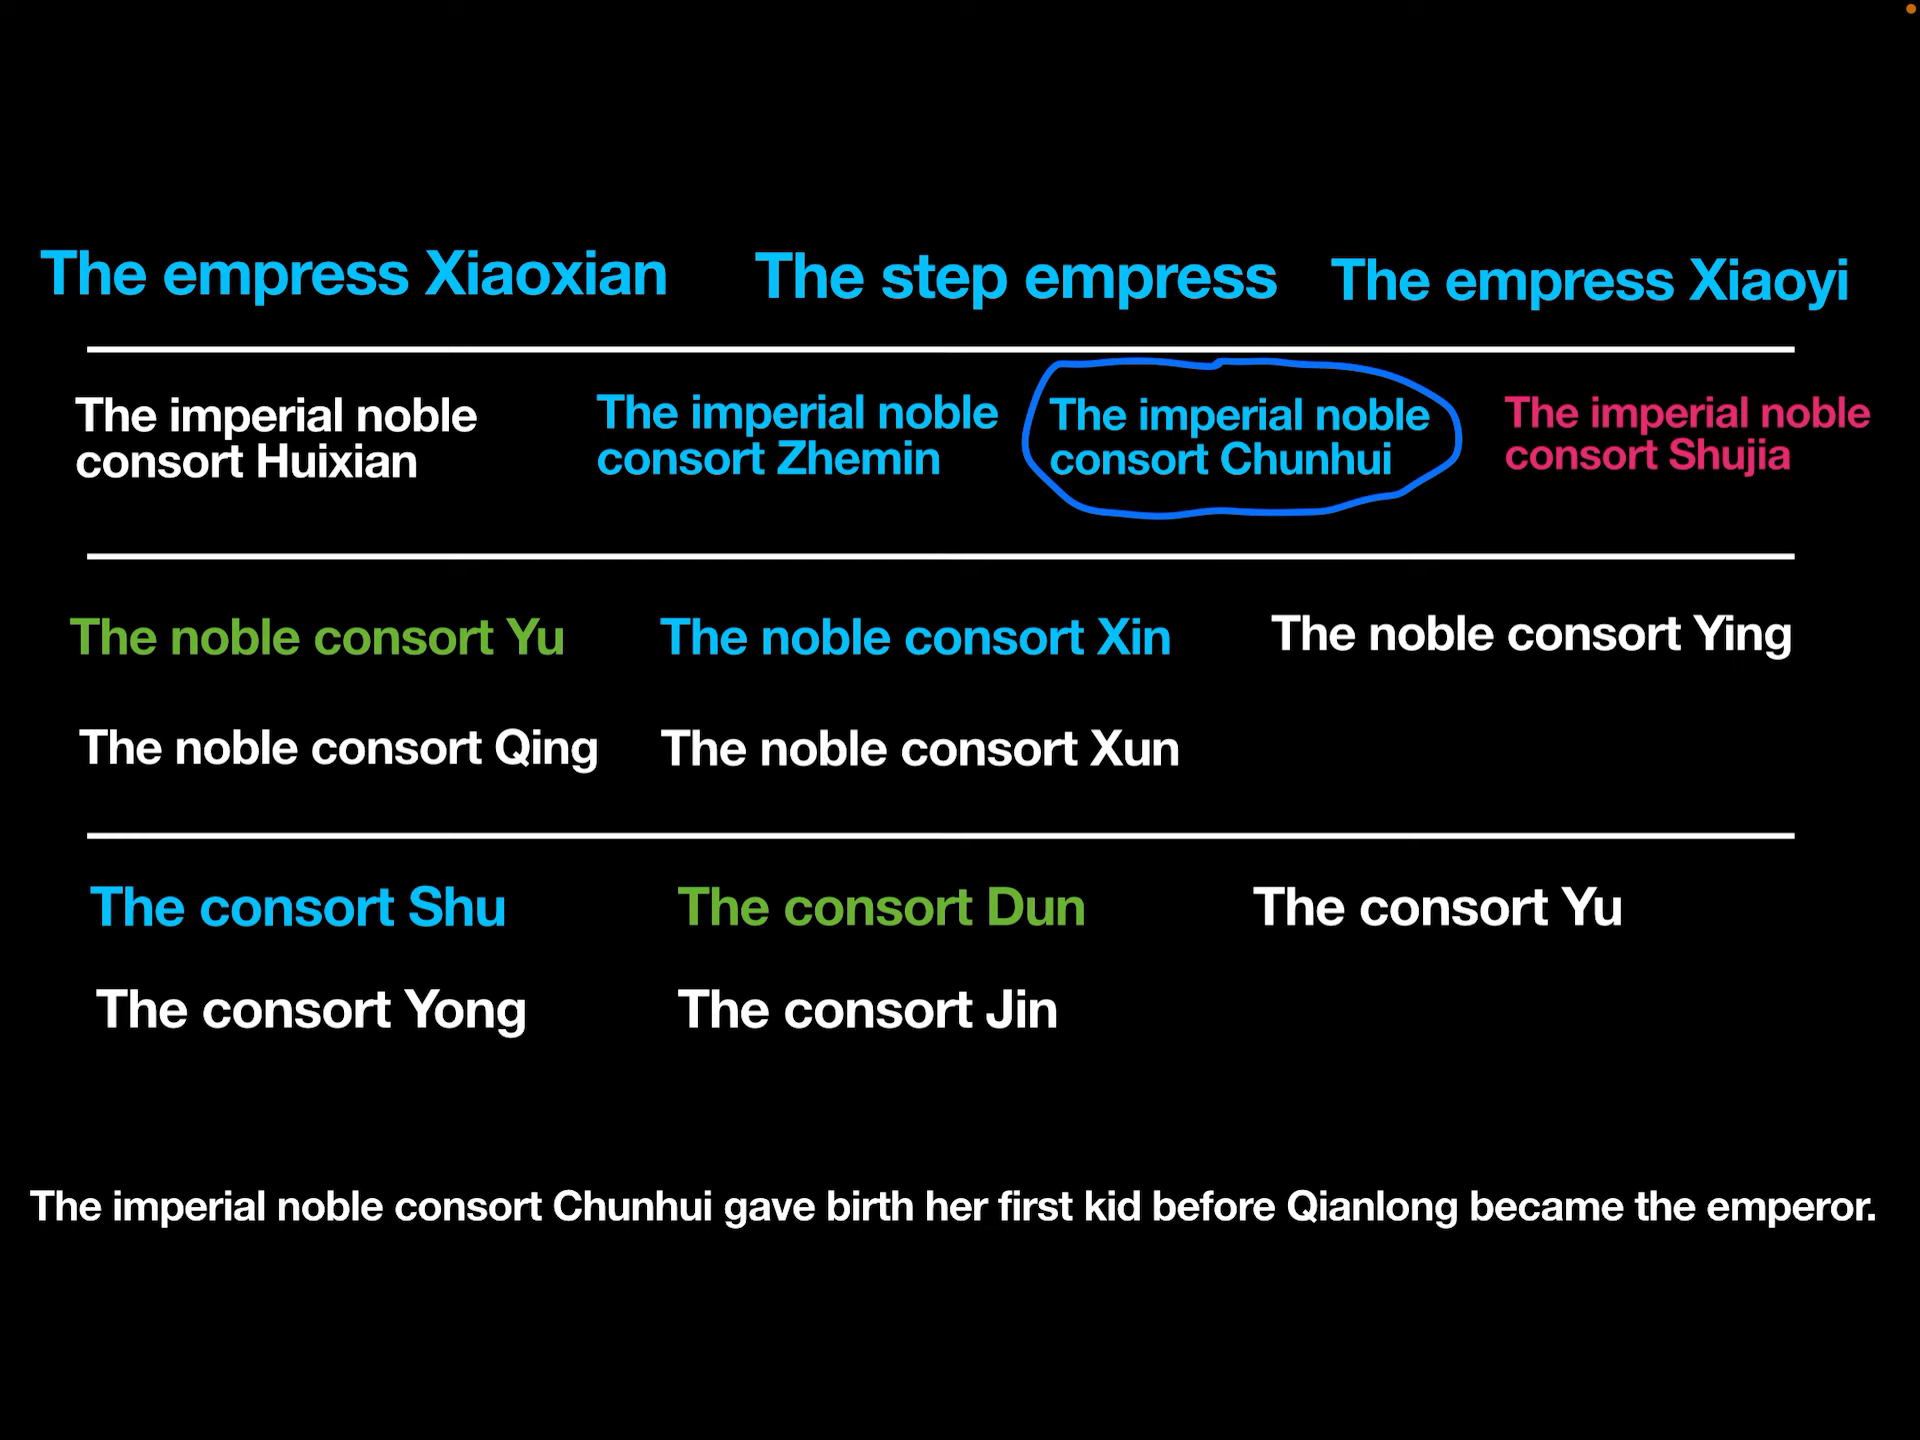 The empress Xiaoxian
The step empress
The empress Xiaoyi
The imperial noble
consort Huixian
The imperial noble
consort Zhemin
The imperial noble
consort Chunhui
The imperial noble
consort Shujia
The noble consort Yu
The noble consort Xin
The noble consort Ying
The noble consort Qing
The noble consort Xun
The consort Shu
The consort Dun
The consort Yu
The consort Yong
The consort Jin
The imperial noble consort Chunhui gave birth her first kid before Qianlong became the emperor.